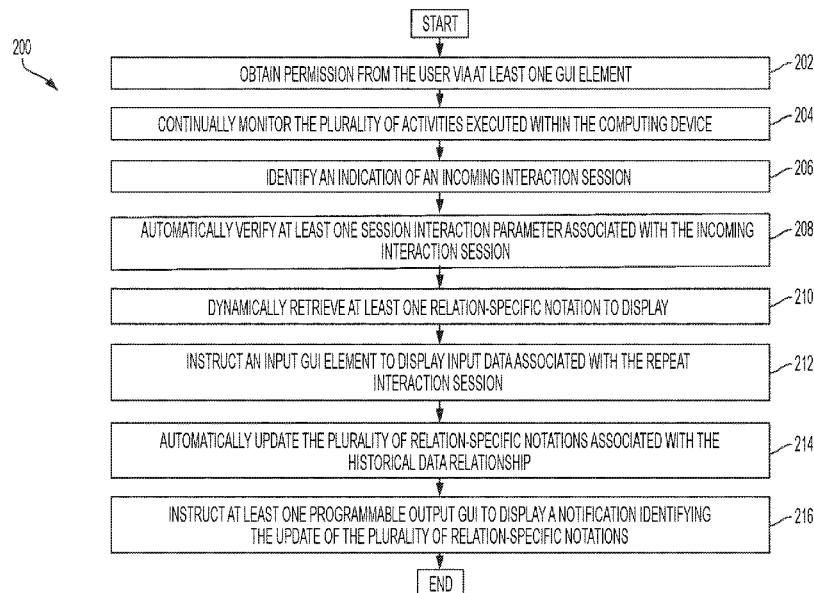 START
200
OBTAIN PERMISSION FROM THE USER VIA AT LEAST ONE GUI ELEMENT
202
CONTINUALLY MONITOR THE PLURALITY OF ACTIVITIES EXECUTED WITHIN THE COMPUTING DEVICE
204
IDENTIFY AN INDICATION OF AN INCOMING INTERACTION SESSION
206
AUTOMATICALLY VERIFY AT LEAST ONE SESSION INTERACTION PARAMETER ASSOCIATED WITH THE INCOMING
INTERACTION SESSION
208
DYNAMICALLY RETRIEVE AT LEAST ONE RELATION-SPECIFIC NOTATION TO DISPLAY
210
INSTRUCT AN INPUT GUI ELEMENT TO DISPLAY INPUT DATA ASSOCIATED WITH THE REPEAT
INTERACTION SESSION
212
AUTOMATICALLY UPDATE THE PLURALITY OF RELATION-SPECIFIC NOTATIONS ASSOCIATED WITH THE
HISTORICAL DATA RELATIONSHIP
214
INSTRUCT AT LEAST ONE PROGRAMMABLE OUTPUT GUI TO DISPLAY A NOTIFICATION IDENTIFYING
THE UPDATE OF THE PLURALITY OF RELATION-SPECIFIC NOTATIONS
216
END